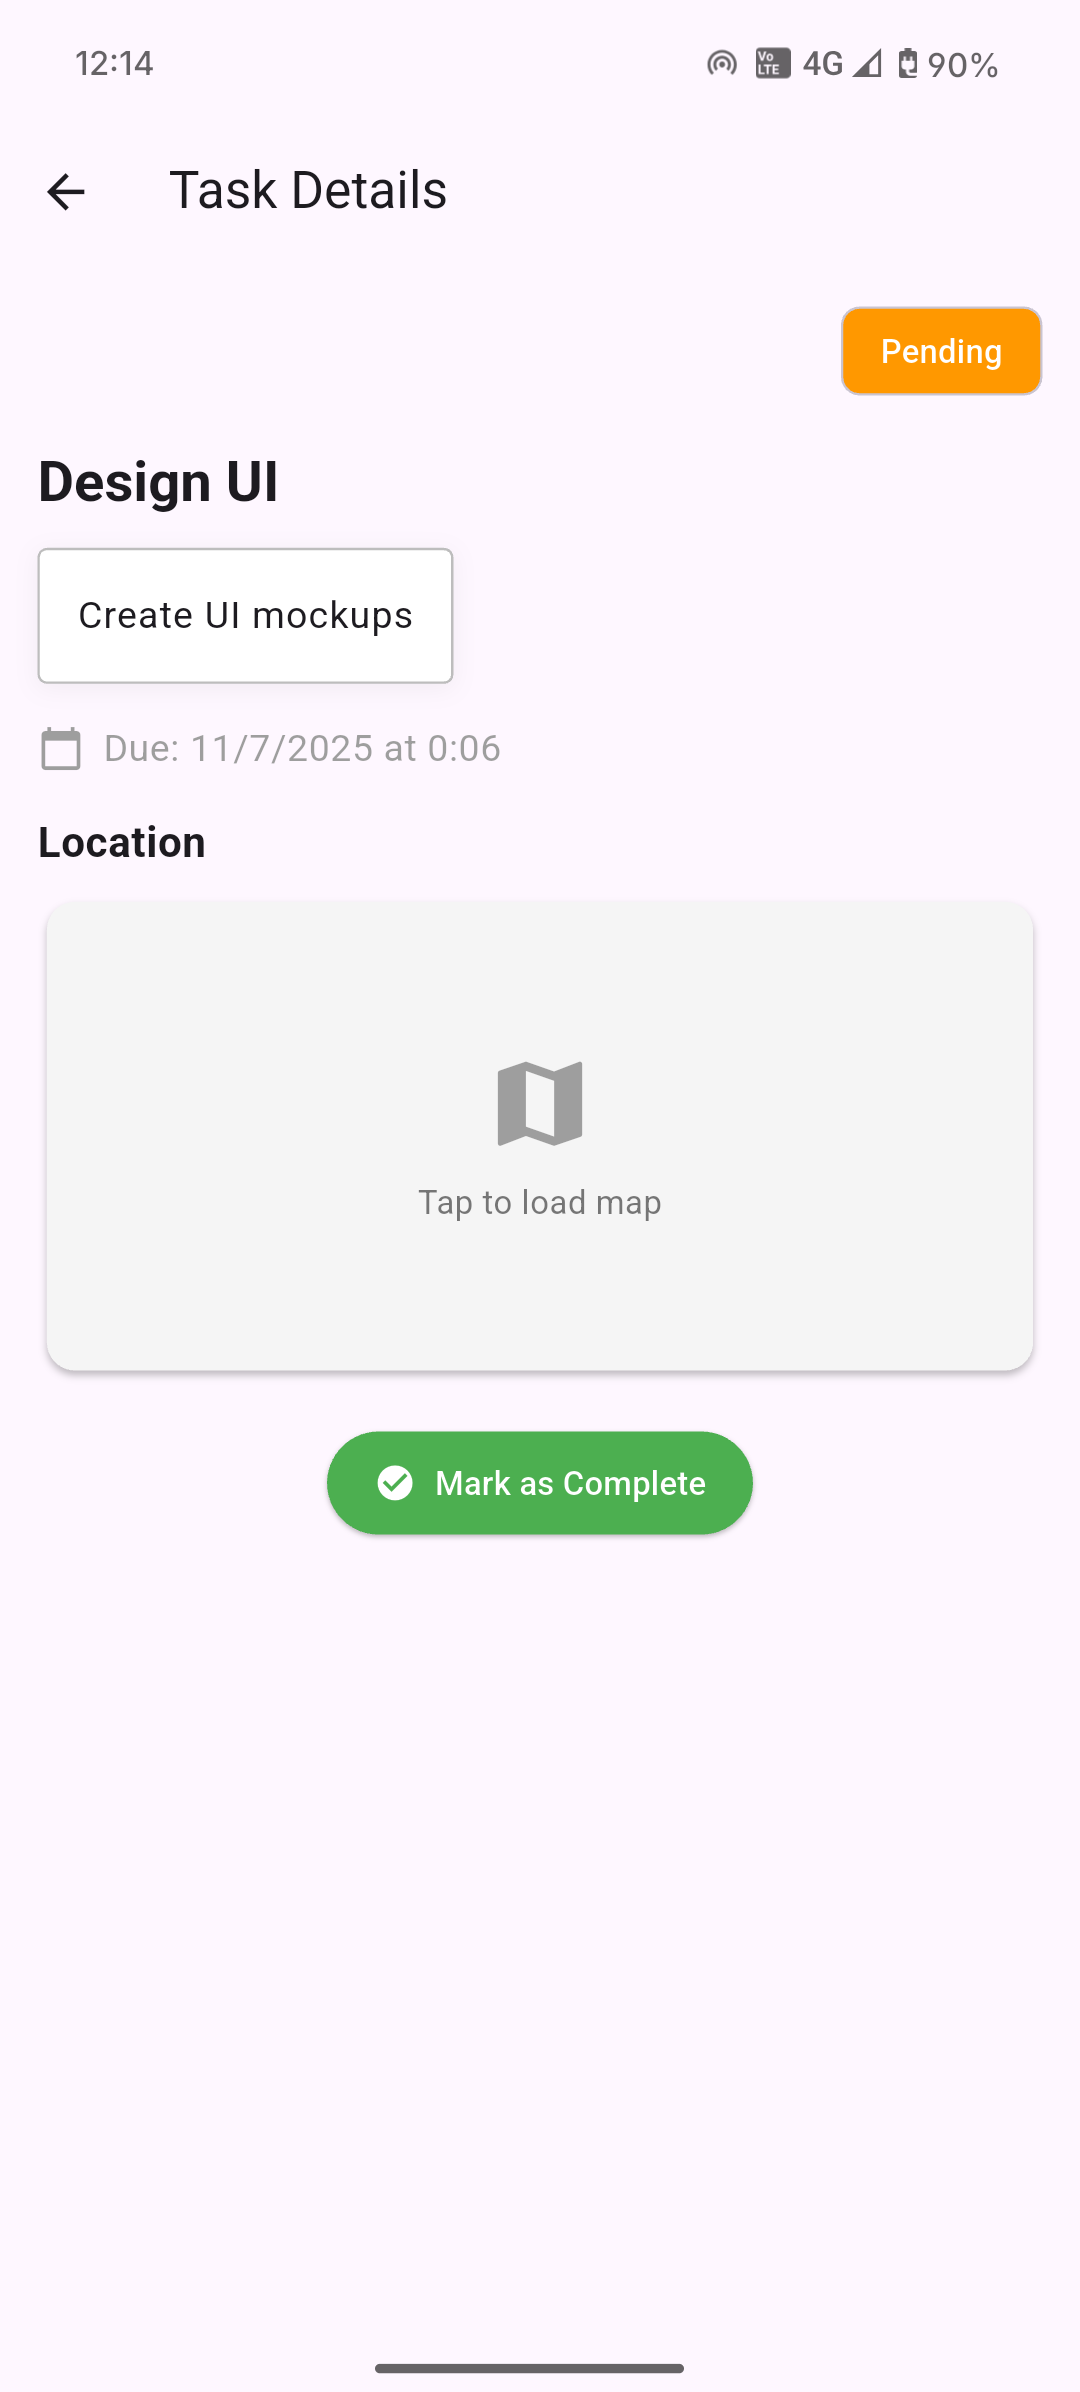 12:14
Vo LTE 4G 90%
Task Details
Pending
Design UI
Create UI mockups
Due: 11/7/2025 at 0:06
Location
Tap to load map
Mark as Complete